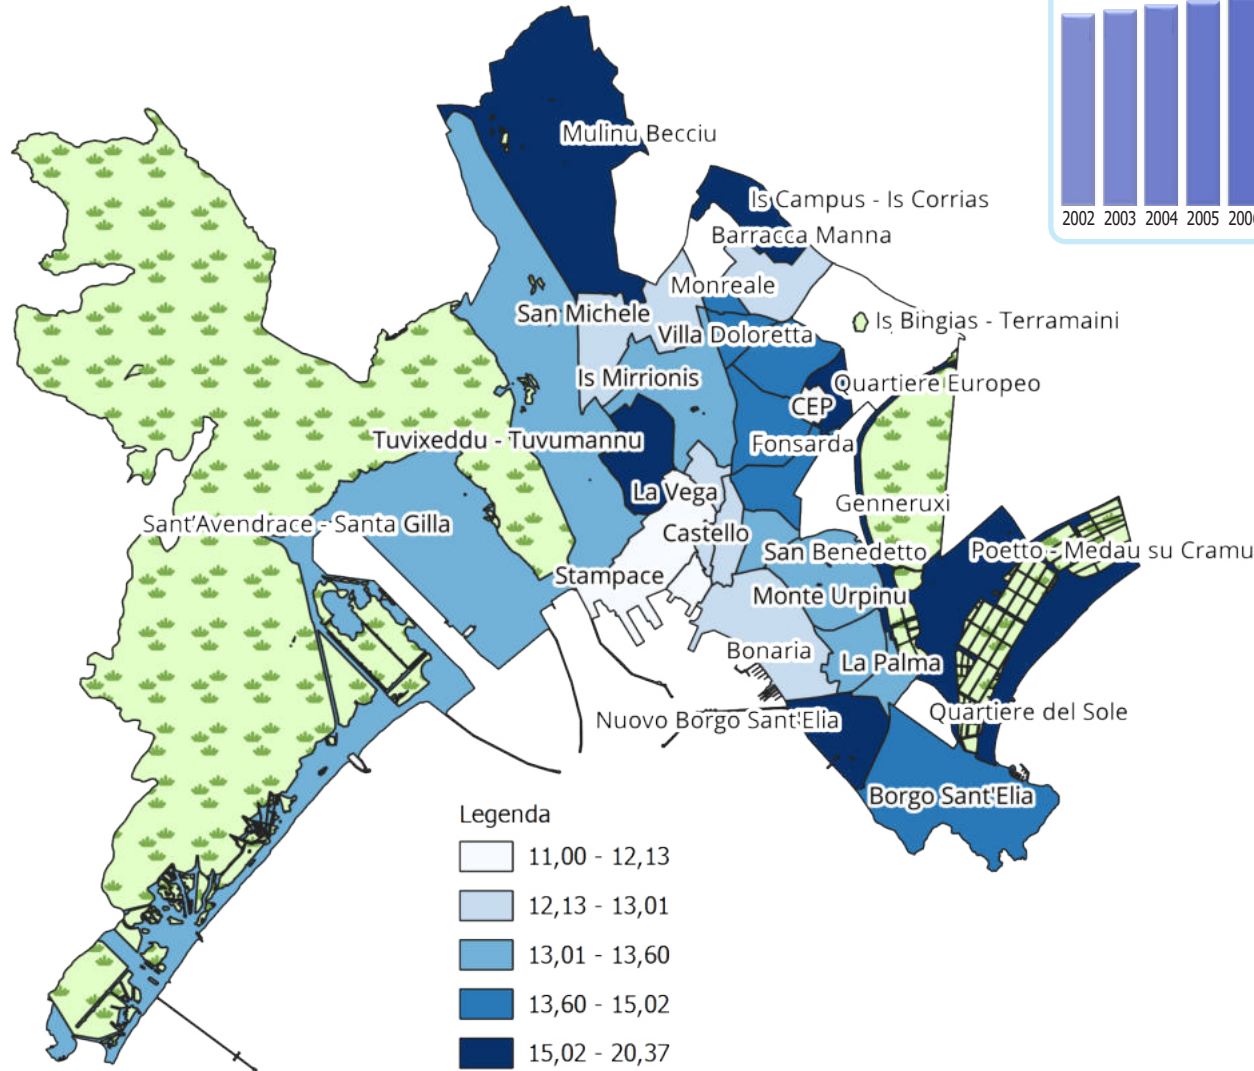 2002 2003 2004 2005
Mulinu Becciu
Is Campus - Is Corrias
Barracca Manna
Monreale
San Michele
Is Bingias - Terramaini
Villa Doloretta
Is Mirrionis
Quartiere Europeo
CEP
Tuvixeddu - Tuvumannu
Fonsarda
La Vega
Genneruxi
Sant'Avendrace - Santa Gilla
Castello
San Benedetto
Poetto - Medau su Cramu
Stampace
Monte Urpinu
Bonaria
La Palma
Nuovo Borgo Sant'Elia
Quartiere del Sole
Borgo Sant'Elia
Legenda
11,00 - 12,13
12,13 - 13,01
13,01 - 13,60
13,60 - 15,02
15,02 - 20,37